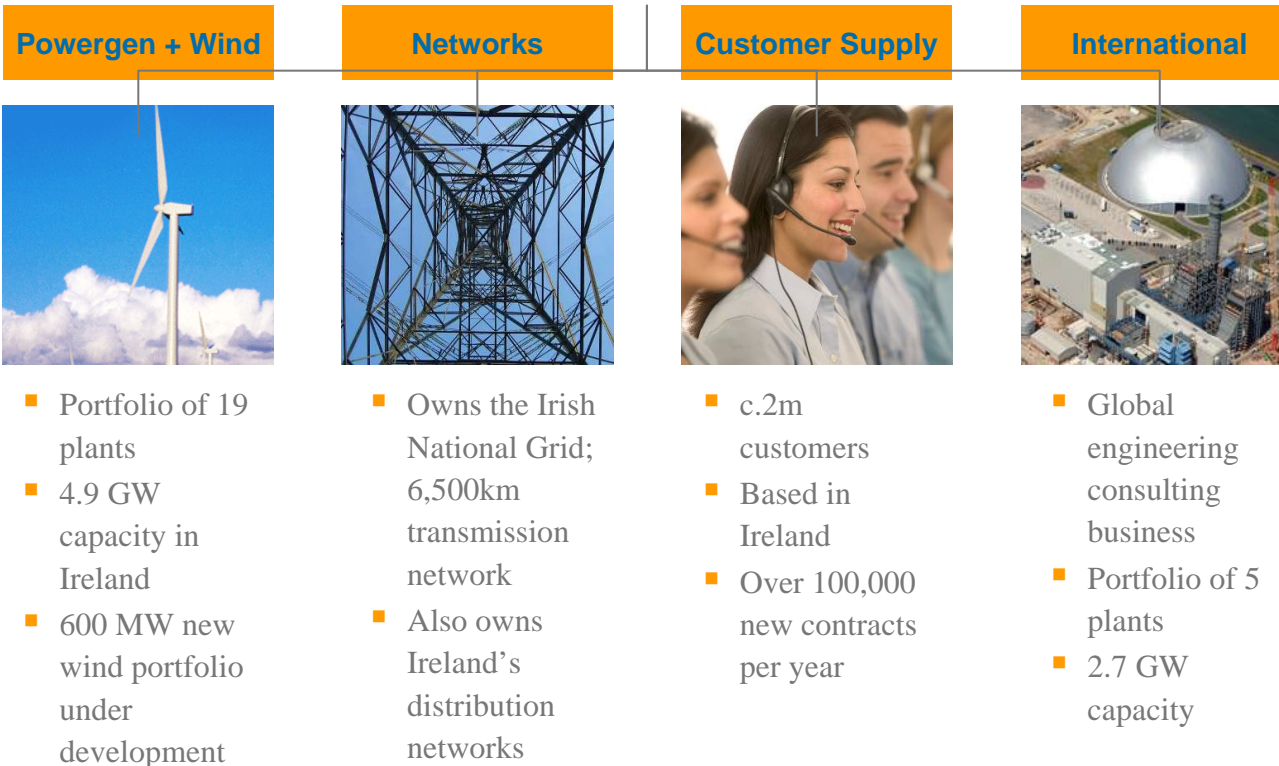 Powergen + Wind
Networks
Customer Supply
International
Portfolio of 19
plants
4.9 GW
capacity in
Ireland
600 MW new
wind portfolio
under
development
Owns the Irish
National Grid;
6,500km
transmission
network
Also owns
Ireland’s
distribution
networks
c.2m
customers
Based in
Ireland
Over 100,000
new contracts
per year
Global
engineering
consulting
business
Portfolio of 5
plants
2.7 GW
capacity